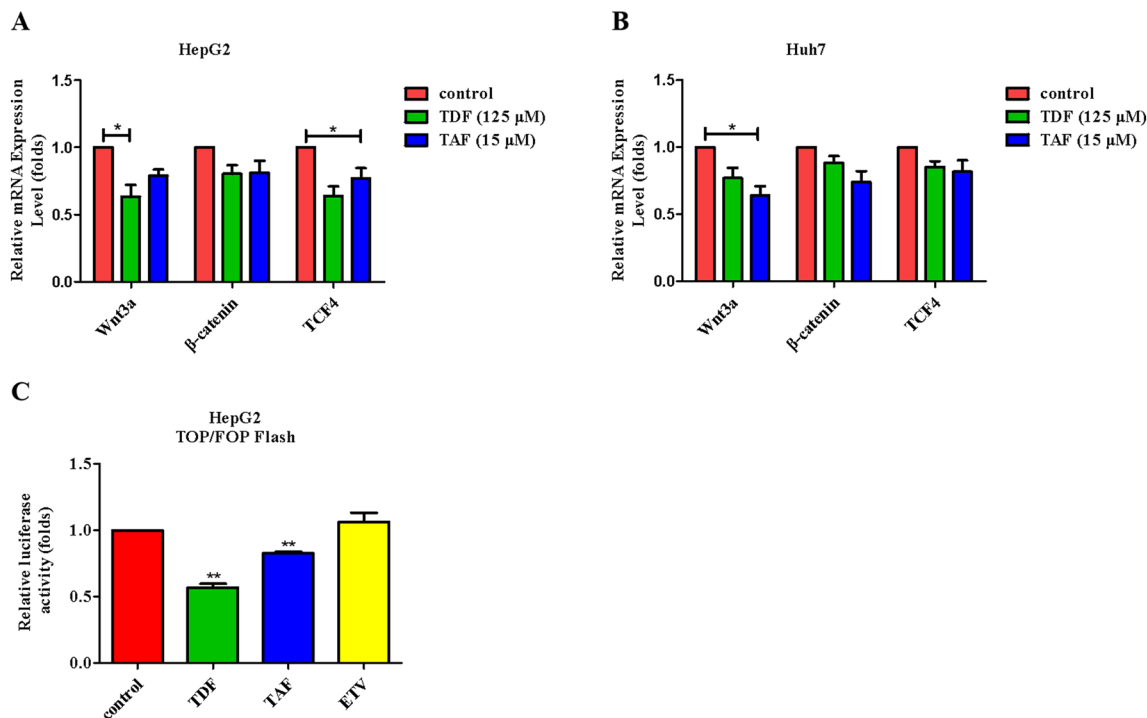 A
HepG2
Relative mRNA Expression
Level (folds)
1.5
1.0
0.5
0.0
*
*
Wnt3a
β-catenin
TCF4
control
TDF (125 μM)
TAF (15 μM)
B
Huh7
Relative mRNA Expression
Level (folds)
1.5
1.0
0.5
0.0
*
Wnt3a
β-catenin
TCF4
control
TDF (125 μM)
TAF (15 μM)
C
HepG2
TOP/FOP Flash
Relative luciferase
activity (folds)
1.5
1.0
0.5
0.0
**
**
control
TDF
TAF
ETV